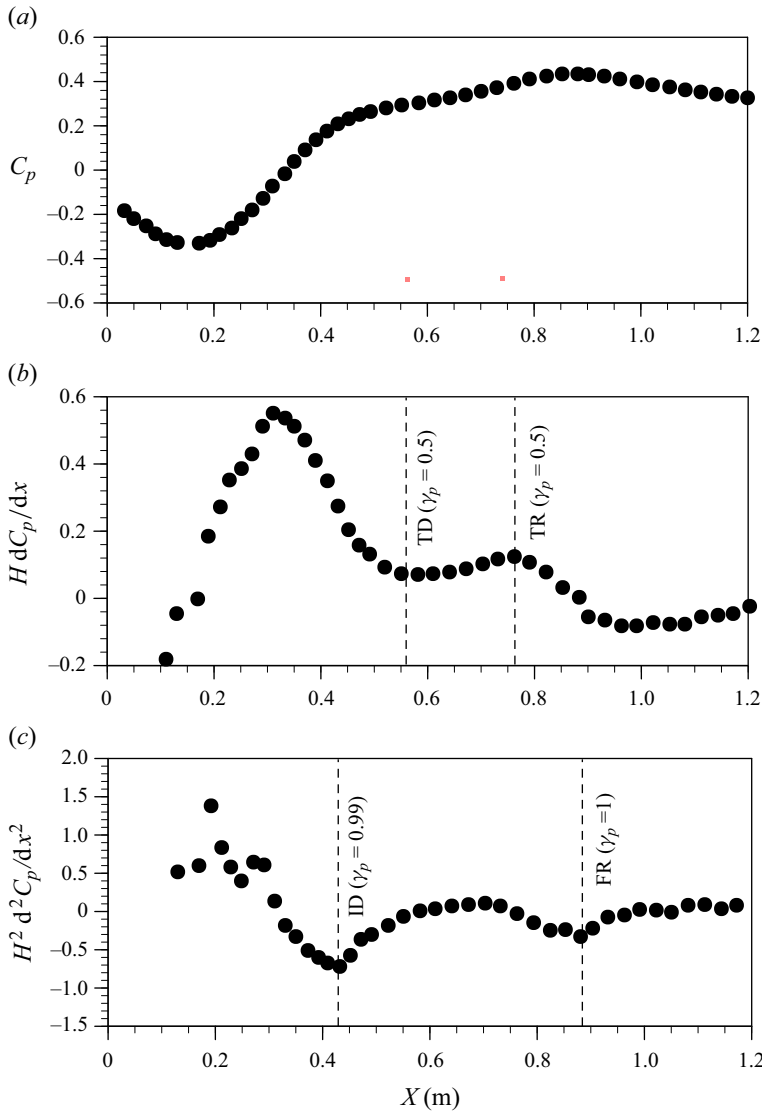 (a)
0.6
0.4
0.2
0
–0.2
–0.4
–0.6
C_p
0 0.2 0.4 0.6 0.8 1.0 1.2
(b)
0.6
0.4
0.2
0
–0.2
H dC_p/dx
TD (γ_p = 0.5)
TR (γ_p = 0.5)
0 0.2 0.4 0.6 0.8 1.0 1.2
(c)
2.0
1.5
1.0
0.5
0
–0.5
–1.0
–1.5
H² d²C_p/dx²
ID (γ_p = 0.99)
FR (γ_p =1)
0 0.2 0.4 0.6 0.8 1.0 1.2
X (m)